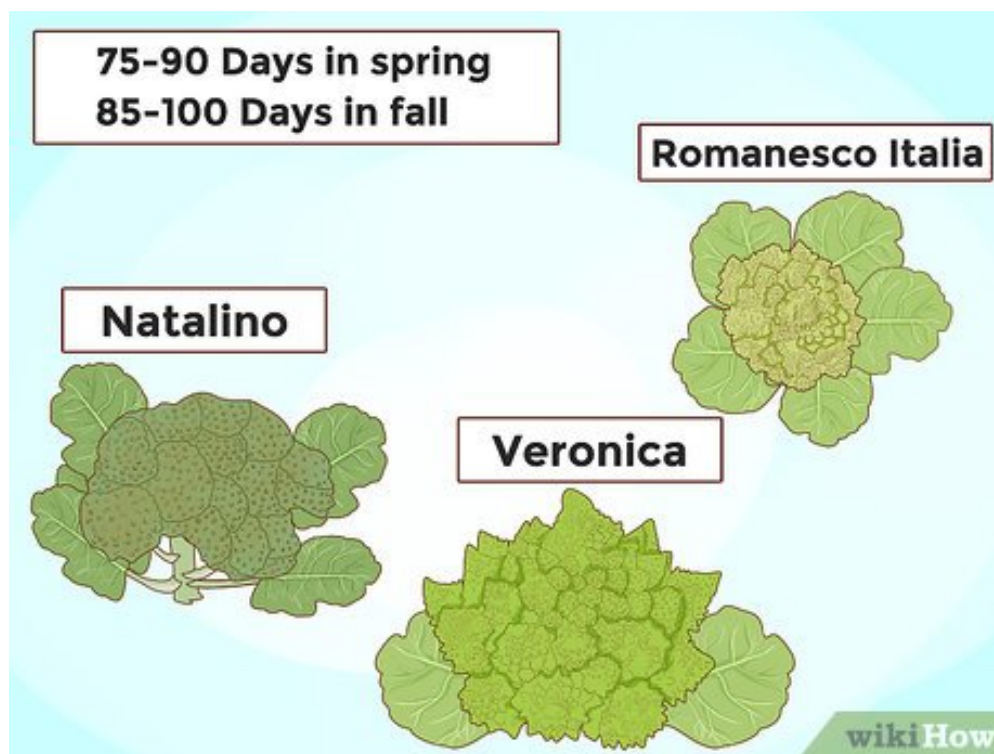 75-90 Days in spring
85-100 Days in fall
Romanesco Italia
Natalino
Veronica
wikiHow